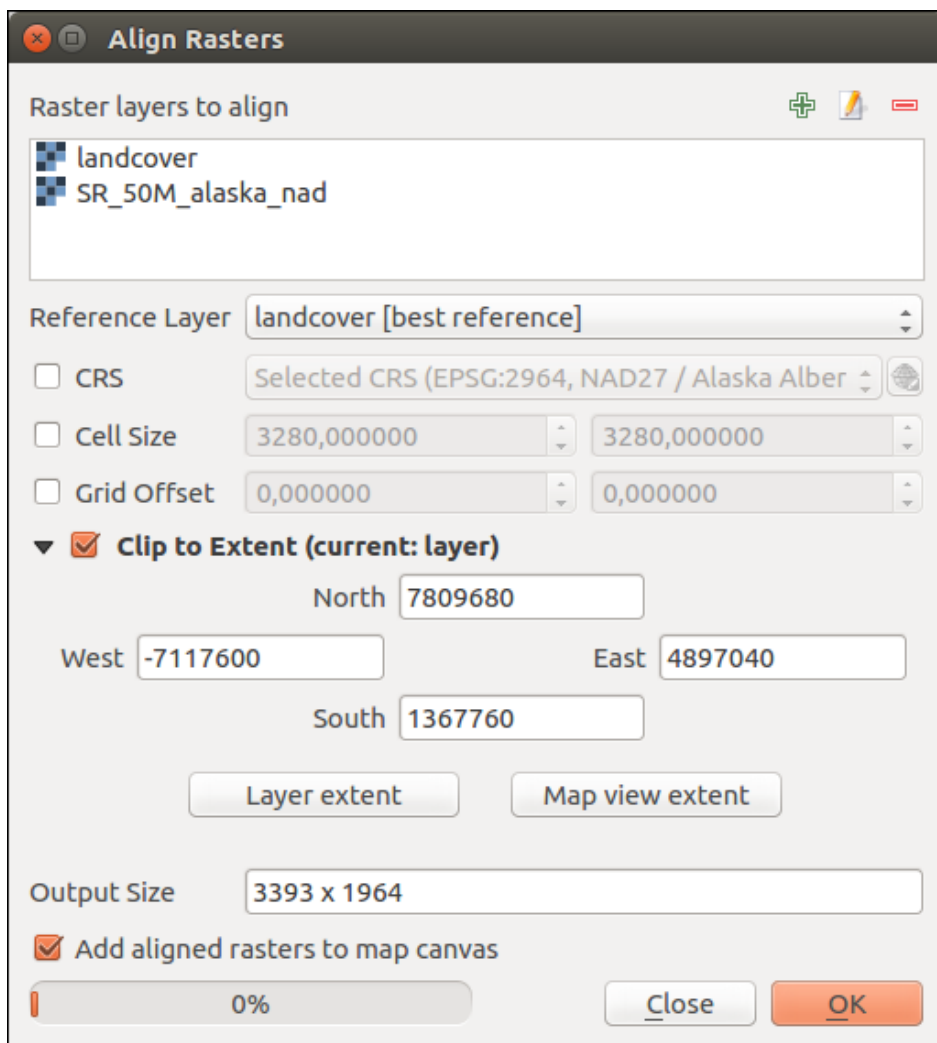 Align Rasters
Raster layers to align
landcover
SR_50M_alaska_nad
Reference Layer landcover [best reference]
CRS Selected CRS (EPSG:2964, NAD27 / Alaska Alber
Cell Size 3280,000000 3280,000000
Grid Offset 0,000000 0,000000
Clip to Extent (current: layer)
North 7809680
West -7117600 East 4897040
South 1367760
Layer extent Map view extent
Output Size 3393 x 1964
Add aligned rasters to map canvas
0% Close OK